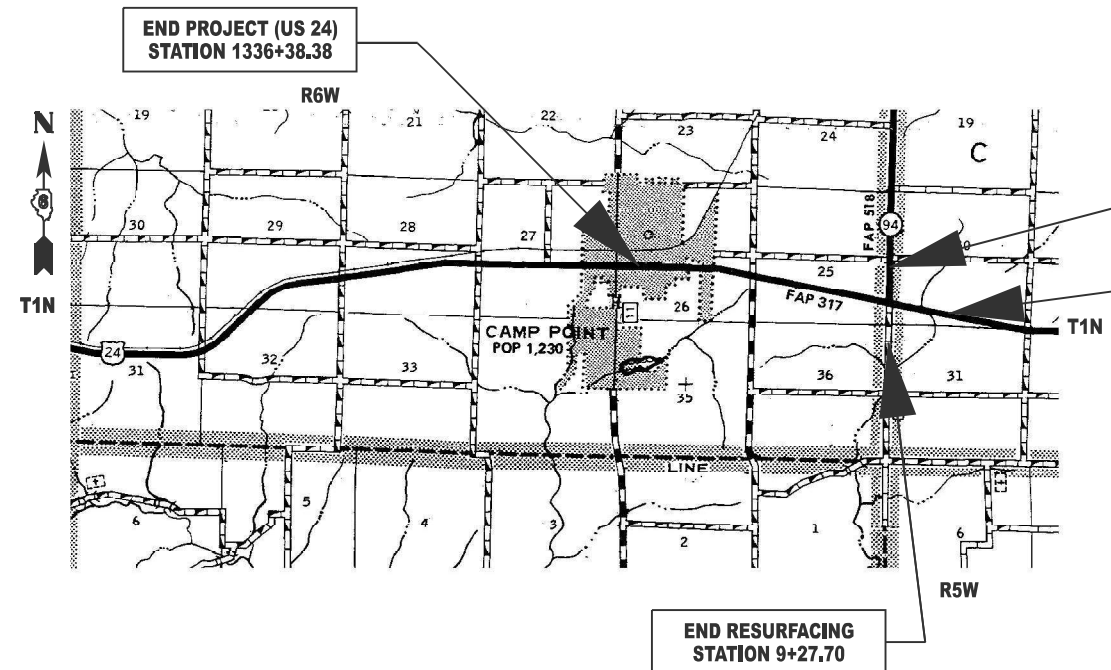 END PROJECT (US 24)
STATION 1336+38.38
R6W
N
6
T1N
19
21
22
23
24
19
C
30
29
28
27
25
FAP 518
94
26
FAP 317
T1N
11
CAMP POINT
POP 1,230
24
31
32
33
35
36
31
LINE
6
5
4
3
2
1
6
R5W
END RESURFACING
STATION 9+27.70